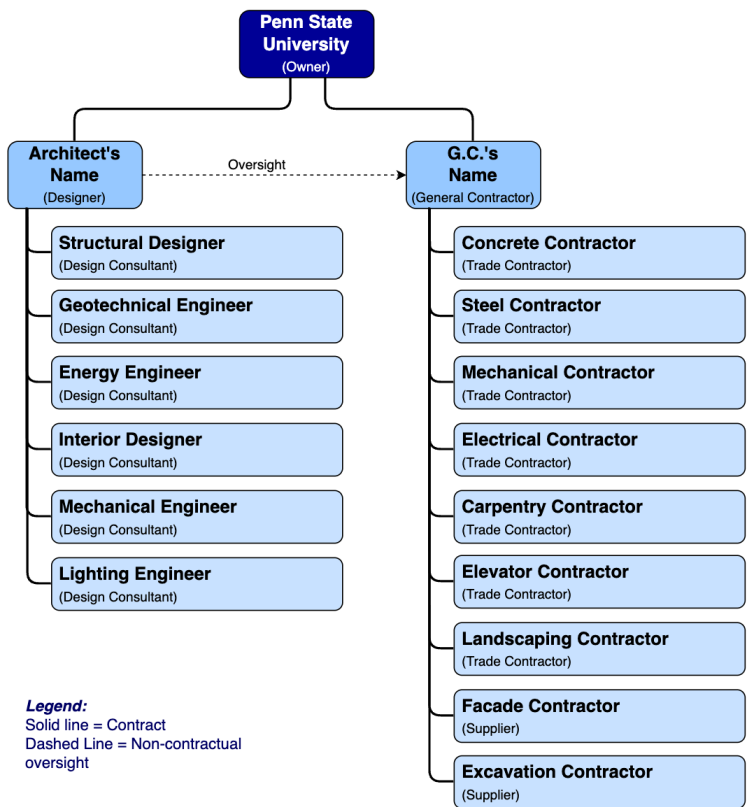 Penn State
University
(Owner)
Architect's
Name
(Designer)
Oversight
G.C.'s
Name
(General Contractor)
Structural Designer
(Design Consultant)
Geotechnical Engineer
(Design Consultant)
Energy Engineer
(Design Consultant)
Interior Designer
(Design Consultant)
Mechanical Engineer
(Design Consultant)
Lighting Engineer
(Design Consultant)
Concrete Contractor
(Trade Contractor)
Steel Contractor
(Trade Contractor)
Mechanical Contractor
(Trade Contractor)
Electrical Contractor
(Trade Contractor)
Carpentry Contractor
(Trade Contractor)
Elevator Contractor
(Trade Contractor)
Landscaping Contractor
(Trade Contractor)
Facade Contractor
(Supplier)
Excavation Contractor
(Supplier)
Legend:
Solid line = Contract
Dashed Line = Non-contractual
oversight